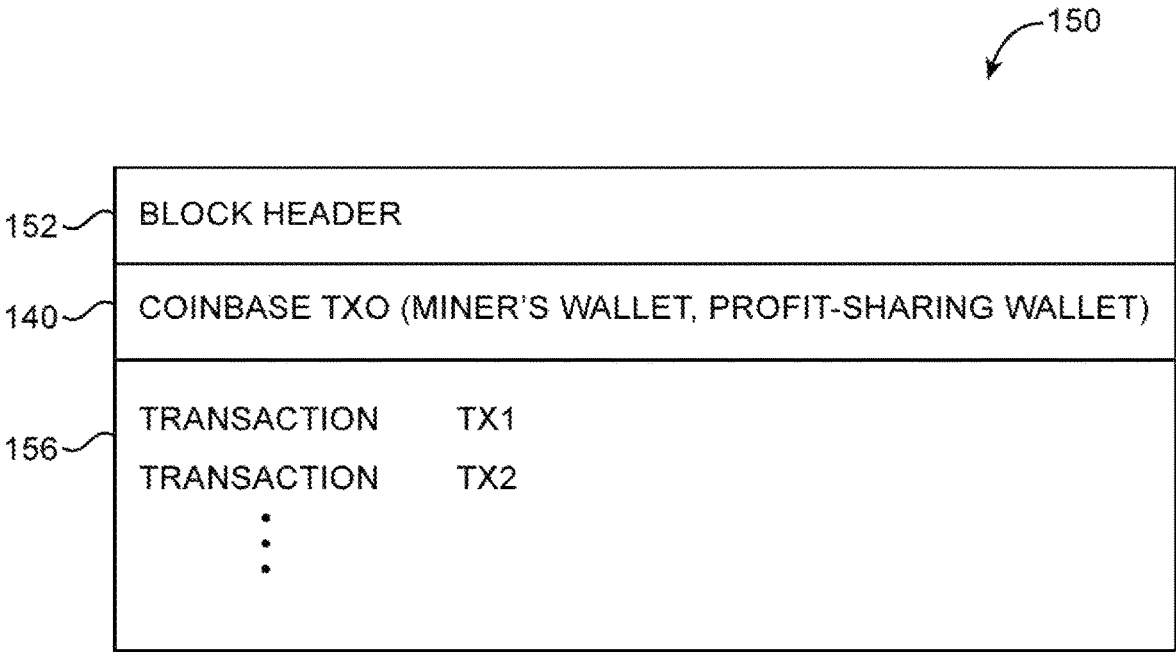 150
152 BLOCK HEADER
140 COINBASE TXO (MINER'S WALLET, PROFIT-SHARING WALLET)
TRANSACTION TX1
156
TRANSACTION TX2